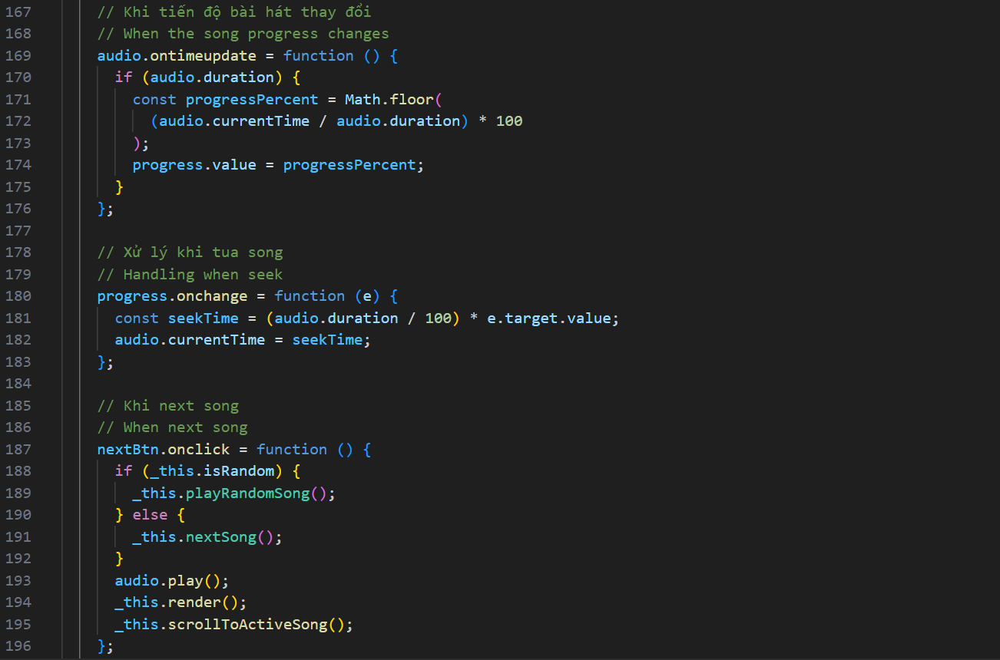 167 // Khi tiến độ bài hát thay đổi
168 // When the song progress changes
169 audio.ontimeupdate = function () {
170 if (audio.duration) {
171 const progressPercent = Math.floor(
172 (audio.currentTime / audio.duration) * 100
173 );
174 progress.value = progressPercent;
175 }
176 };
177
178 // Xử lý khi tua song
179 // Handling when seek
180 progress.onchange = function (e) {
181 const seekTime = (audio.duration / 100) * e.target.value;
182 audio.currentTime = seekTime;
183 };
184
185 // Khi next song
186 // When next song
187 nextBtn.onclick = function () {
188 if (_this.isRandom) {
189 _this.playRandomSong();
190 } else {
191 _this.nextSong();
192 }
193 audio.play();
194 _this.render();
195 _this.scrollToActiveSong();
196 };